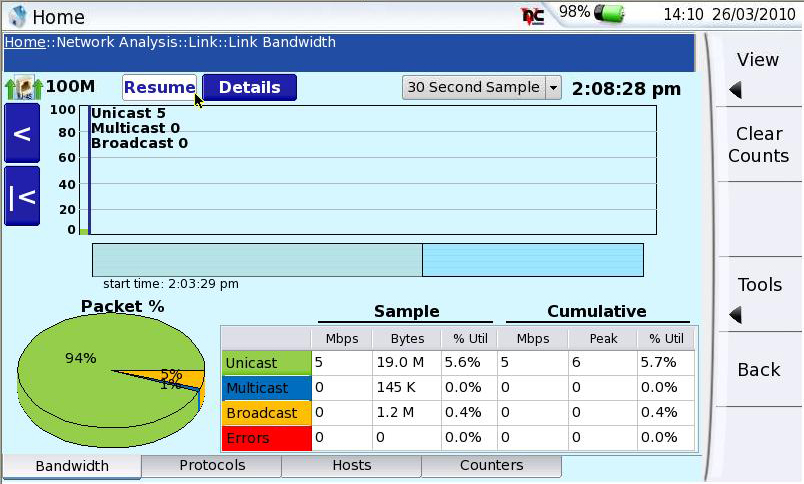 Home
98%
14:10 26/03/2010
Home::Network Analysis::Link::Link Bandwidth
100M
Resume
Details
30 Second Sample
2:08:28 pm
View
Clear
Counts
Tools
Back
<
|<
100
80
60
40
20
0
Unicast 5
Multicast 0
Broadcast 0
start time: 2:03:29 pm
Packet %
94%
5%
1%
Sample Cumulative
Mbps Bytes % Util Mbps Peak % Util
Unicast 5 19.0 M 5.6% 5 6 5.7%
Multicast 0 145 K 0.0% 0 0 0.0%
Broadcast 0 1.2 M 0.4% 0 0 0.4%
Errors 0 0 0.0% 0 0 0.0%
Bandwidth Protocols Hosts Counters